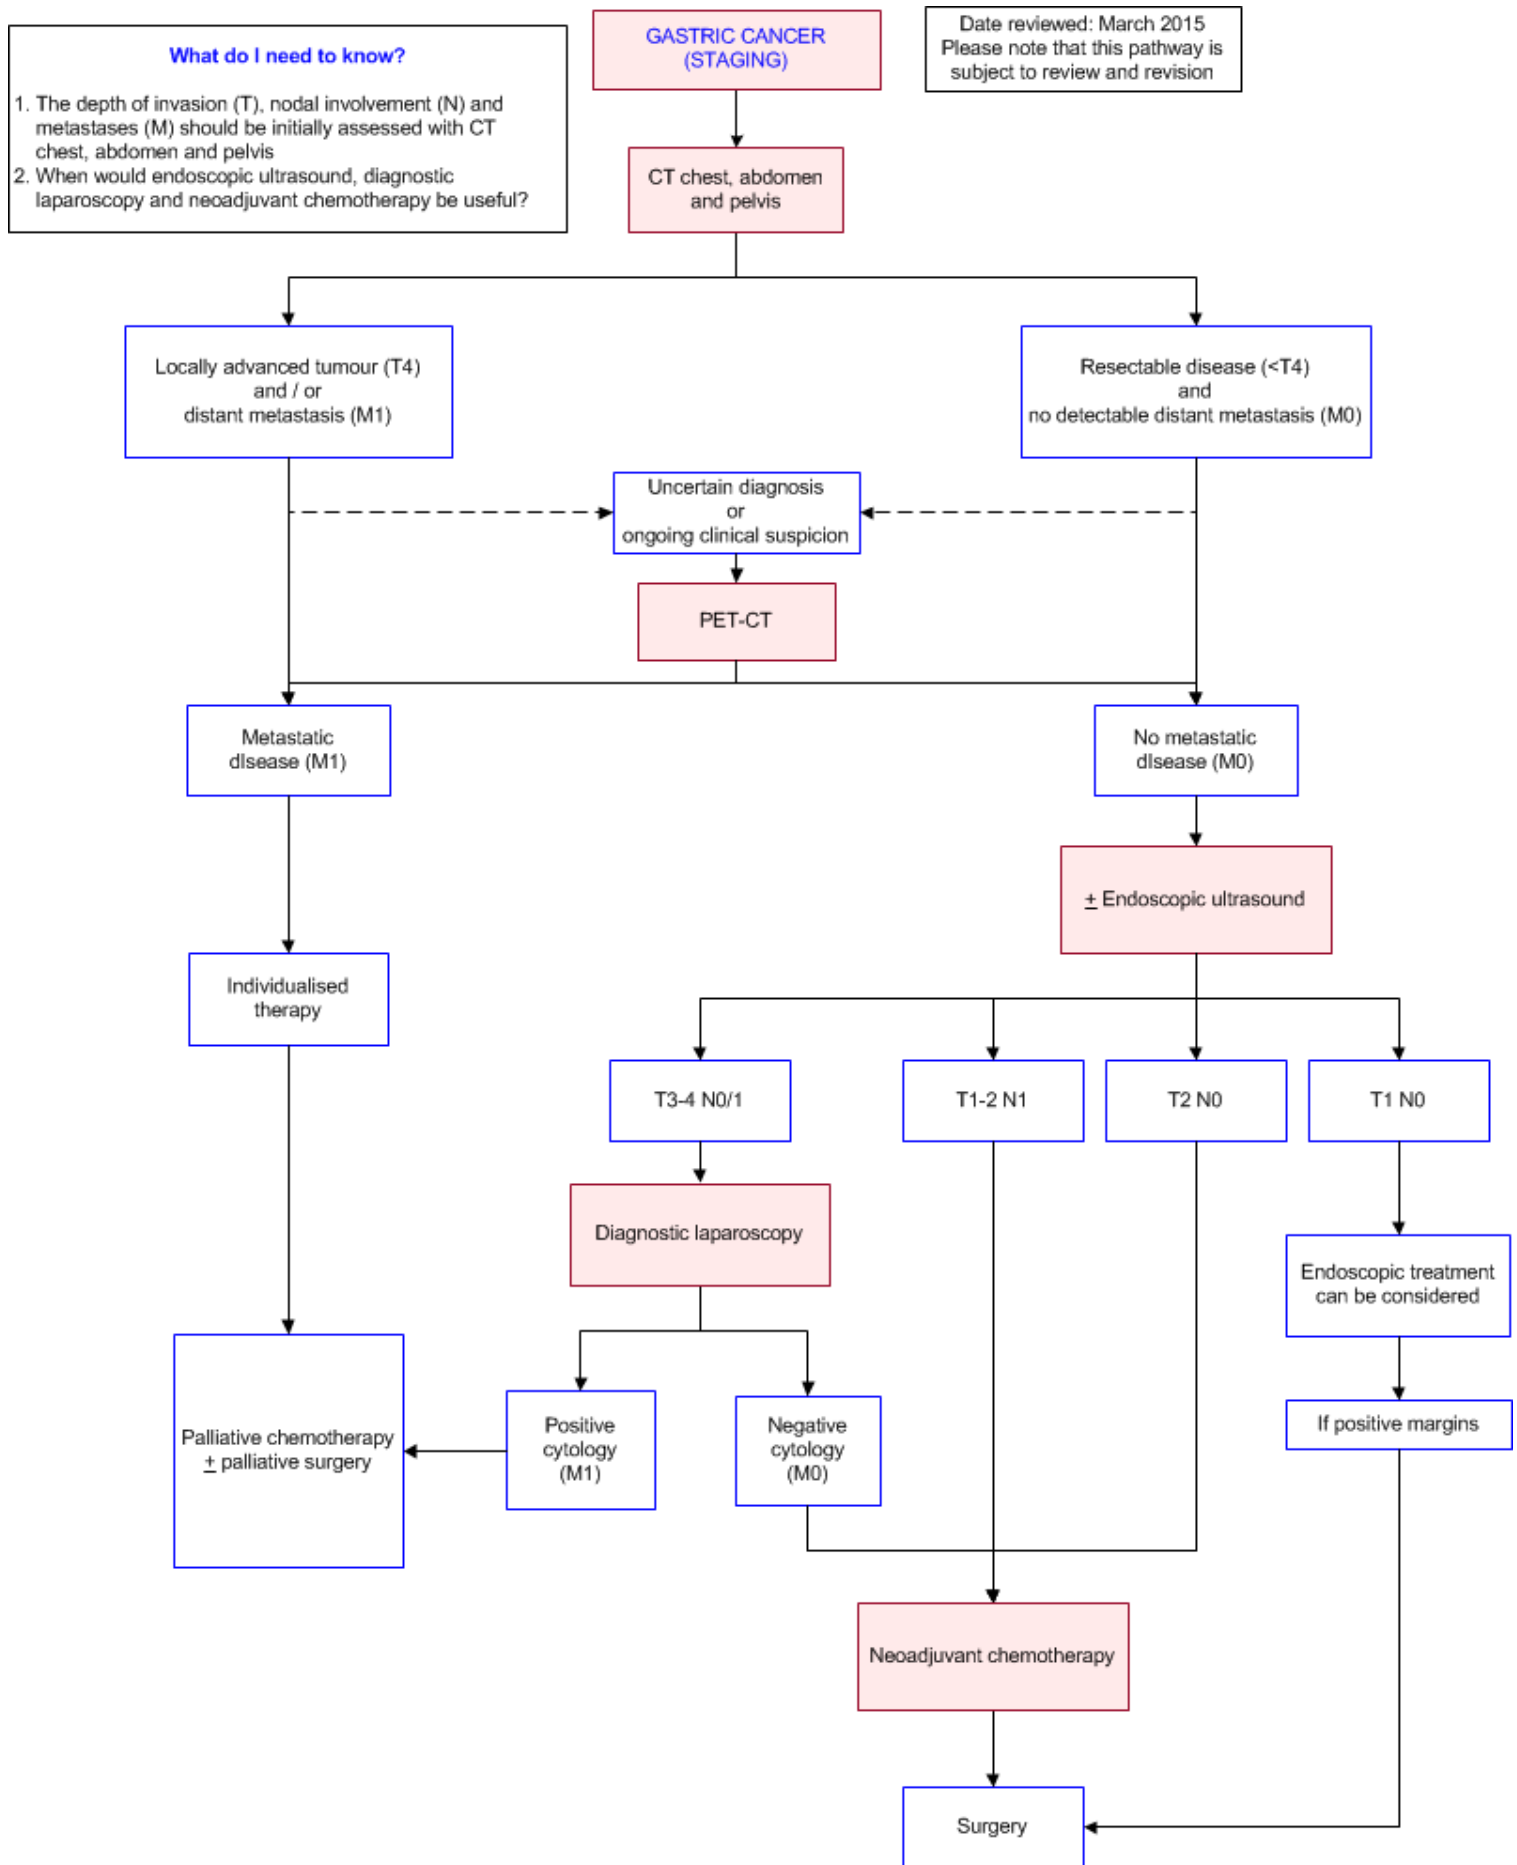 What do I need to know?
1. The depth of invasion (T), nodal involvement (N) and
metastases (M) should be initially assessed with CT
chest, abdomen and pelvis
2. When would endoscopic ultrasound, diagnostic
laparoscopy and neoadjuvant chemotherapy be useful?
GASTRIC CANCER
(STAGING)
Date reviewed: March 2015
Please note that this pathway is
subject to review and revision
CT chest, abdomen
and pelvis
Locally advanced tumour (T4)
and / or
distant metastasis (M1)
Resectable disease (<T4)
and
no detectable distant metastasis (M0)
Uncertain diagnosis
or
ongoing clinical suspicion
PET-CT
Metastatic
dIsease (M1)
No metastatic
dIsease (M0)
± Endoscopic ultrasound
Individualised
therapy
T3-4 N0/1
T1-2 N1
T2 N0
T1 N0
Diagnostic laparoscopy
Endoscopic treatment
can be considered
Palliative chemotherapy
± palliative surgery
Positive
cytology
(M1)
Negative
cytology
(M0)
If positive margins
Neoadjuvant chemotherapy
Surgery